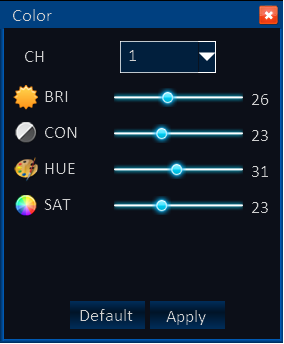 Color
CH 1
BRI 26
CON 23
HUE 31
SAT 23
Default Apply